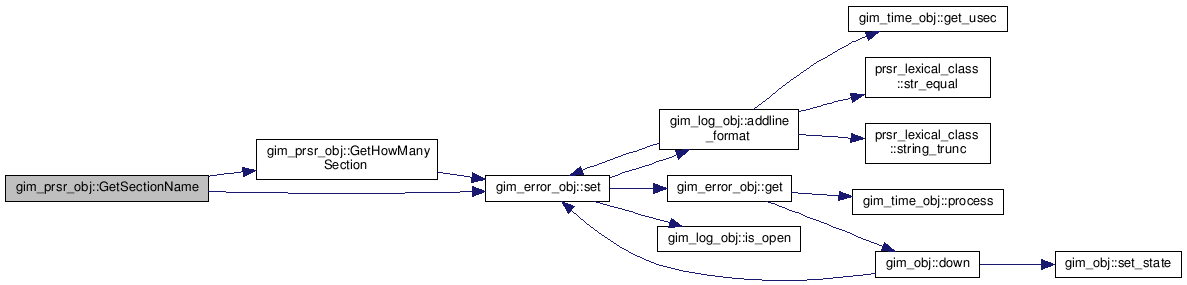 gim_prsr_obj::GetSectionName
gim_prsr_obj::GetHowMany
Section
gim_error_obj::set
gim_log_obj::addline
_format
gim_time_obj::get_usec
prsr_lexical_class
::str_equal
prsr_lexical_class
::string_trunc
gim_error_obj::get
gim_time_obj::process
gim_log_obj::is_open
gim_obj::down
gim_obj::set_state